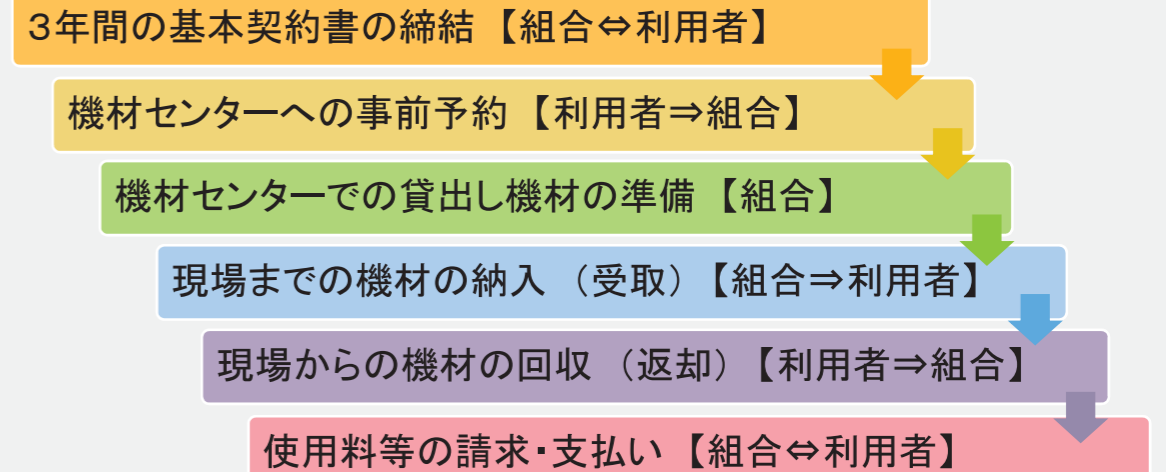 3年間の基本契約書の締結【組合⇔利用者】
機材センターへの事前予約【利用者⇒組合】
機材センターでの貸出し機材の準備【組合】
現場までの機材の納入（受取）【組合⇒利用者】
現場からの機材の回収（返却）【利用者⇒組合】
使用料等の請求・支払い【組合⇔利用者】